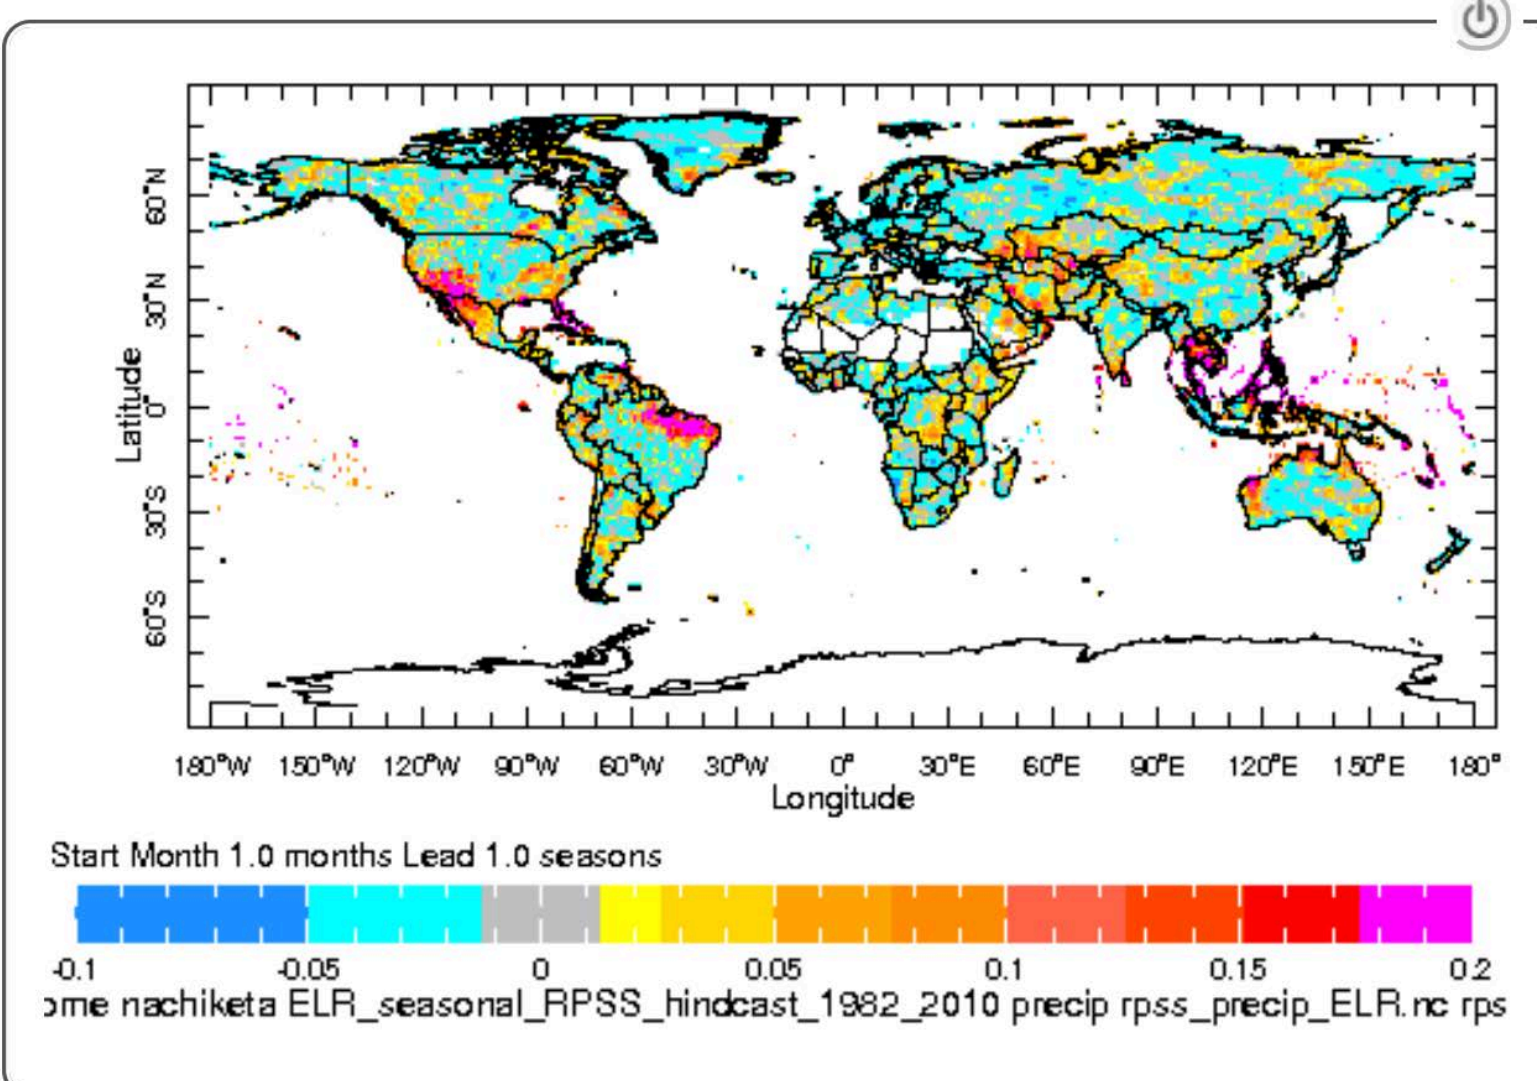 60°N
30°N
0°
30°S
60°S
Latitude
180°W 150°W 120°W 90°W 60°W 30°W 0° 30°E 60°E 90°E 120°E 150°E 180°
Longitude
Start Month 1.0 months Lead 1.0 seasons
-0.1 -0.05 0 0.05 0.1 0.15 0.2
ome nachiketa ELR_seasonal_RPSS_hindcast_1982_2010 precip rpss_precip_ELR.nc rps